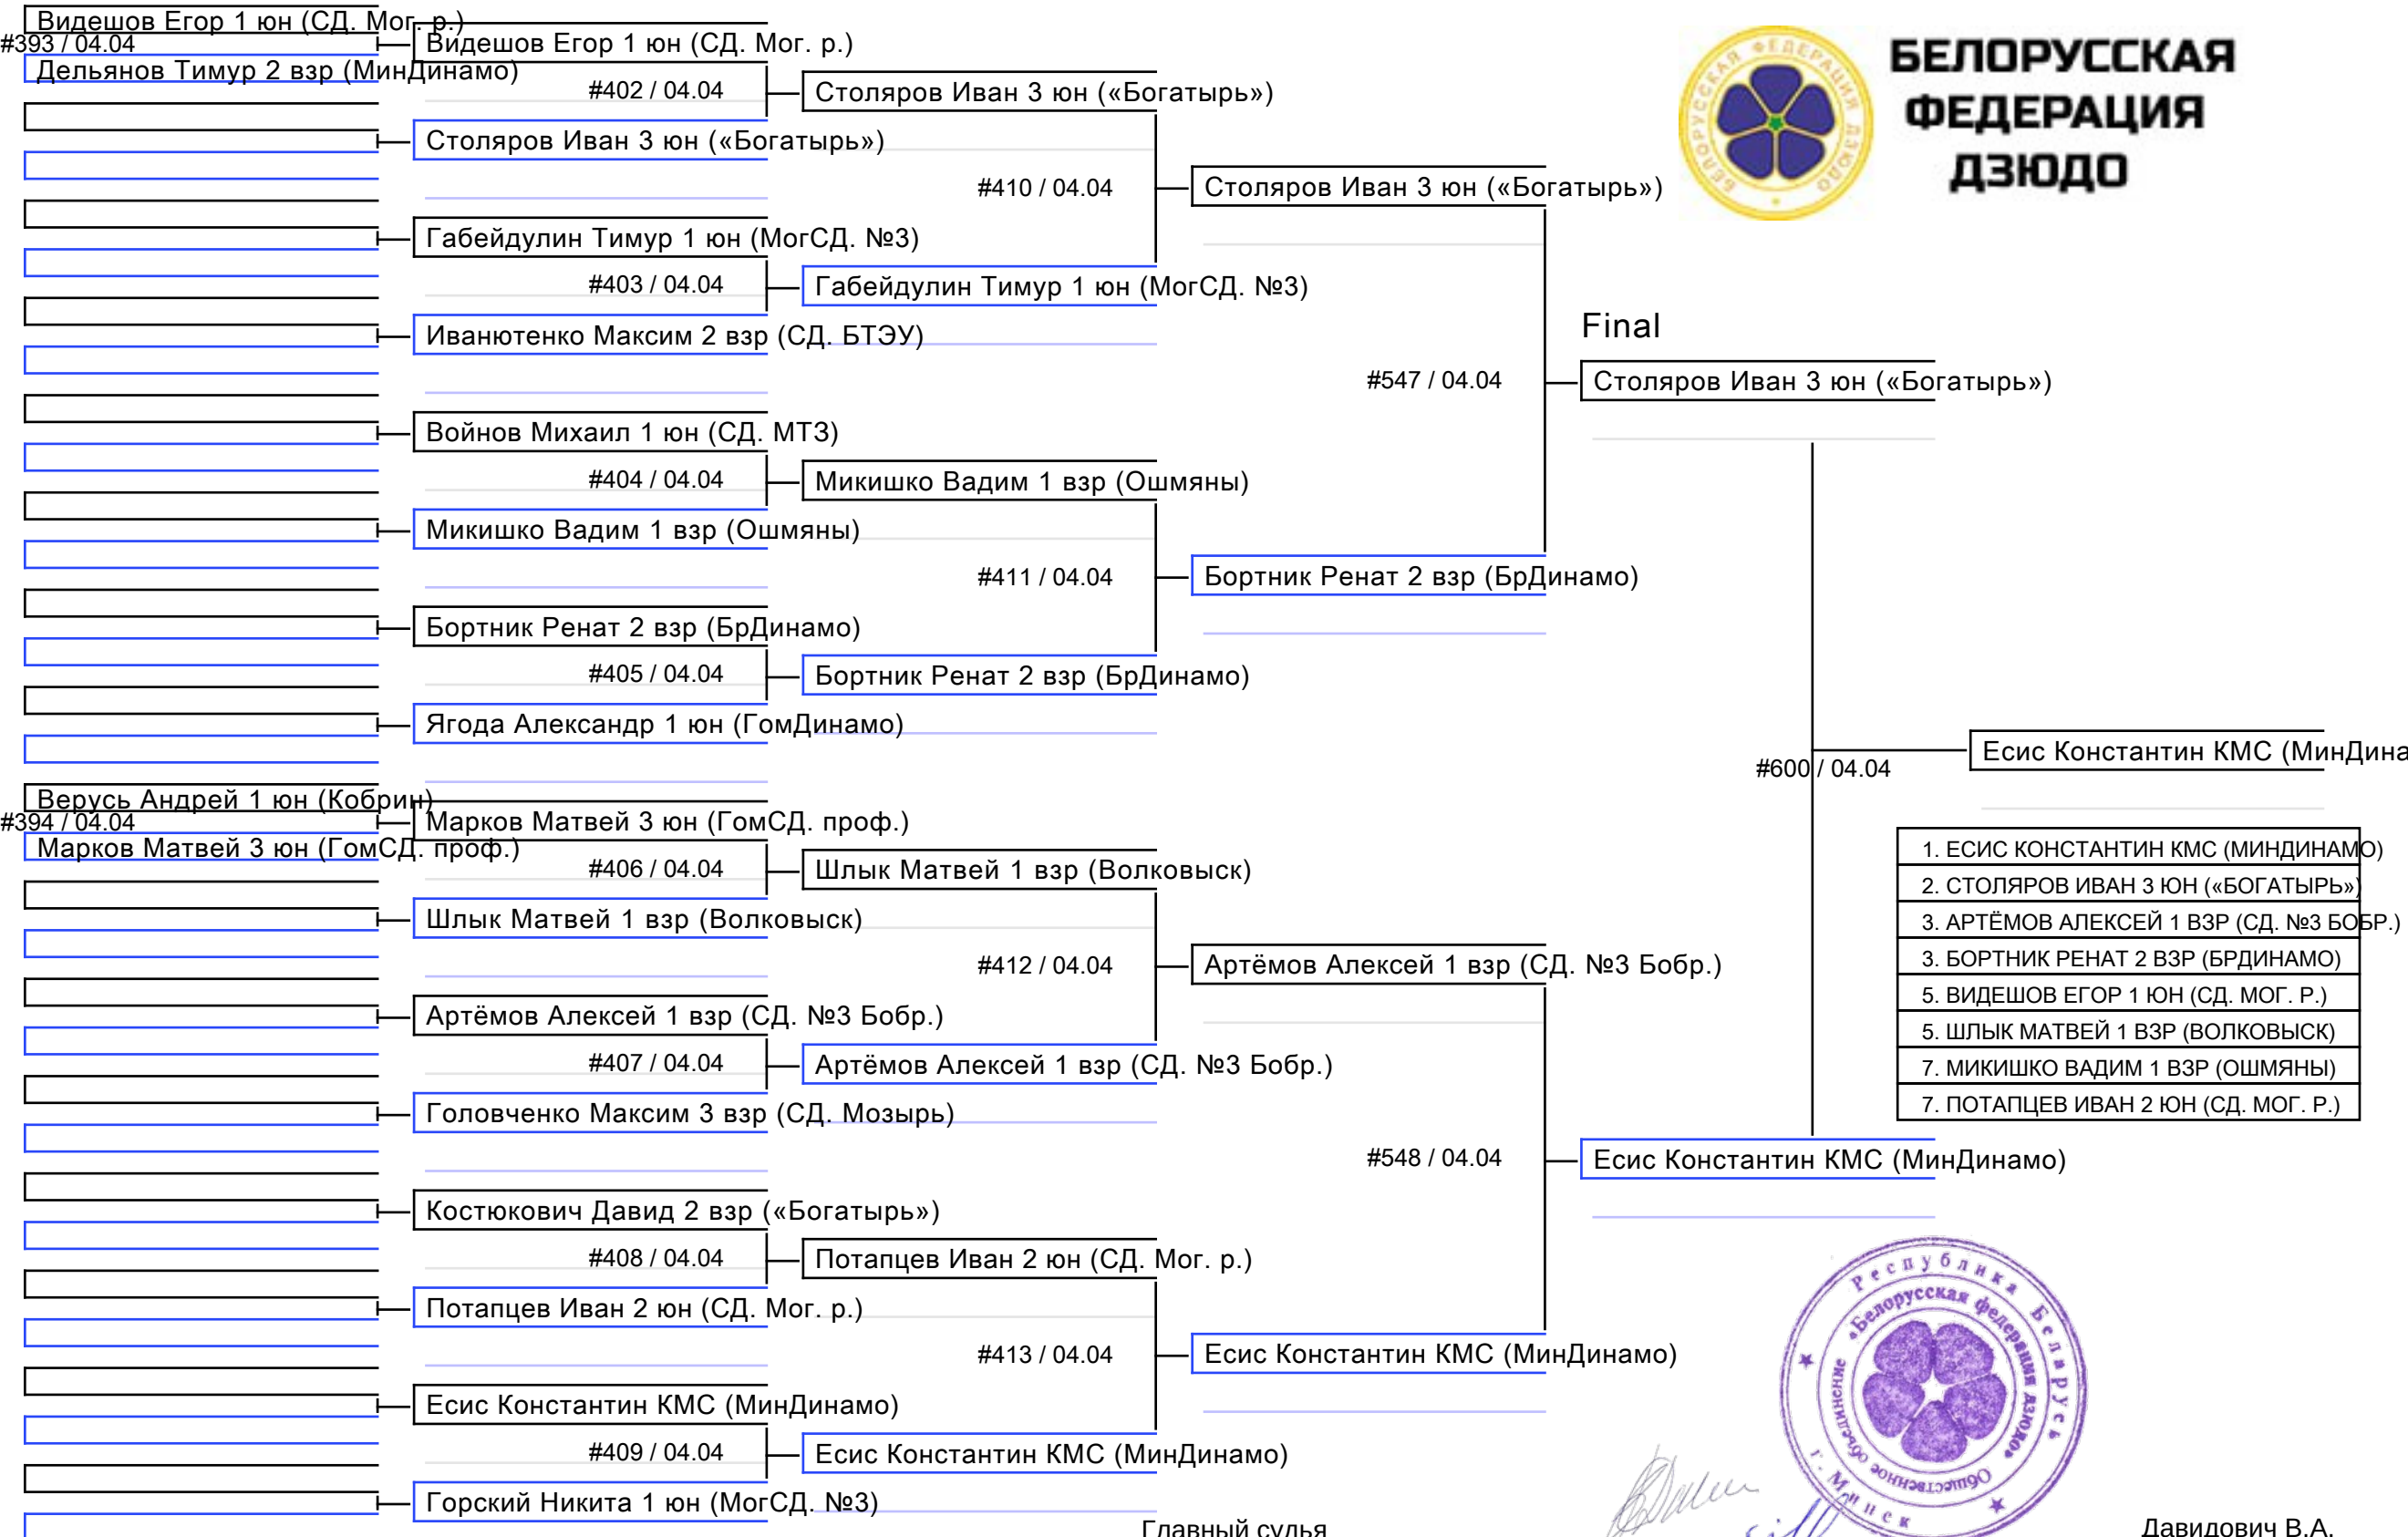 Видешов Егор 1 юн (СД. Мог. р.)
#393 / 04.04
Дельянов Тимур 2 взр (МинДинамо)
Верусь Андрей 1 юн (Кобрин)
#394 / 04.04
Марков Матвей 3 юн (ГомСД. проф.)
Видешов Егор 1 юн (СД. Мог. р.)
#402 / 04.04
Столяров Иван 3 юн («Богатырь»)
Габейдулин Тимур 1 юн (МогСД. №3)
#403 / 04.04
Иванютенко Максим 2 взр (СД. БТЭУ)
Войнов Михаил 1 юн (СД. МТЗ)
#404 / 04.04
Микишко Вадим 1 взр (Ошмяны)
Бортник Ренат 2 взр (БрДинамо)
#405 / 04.04
Ягода Александр 1 юн (ГомДинамо)
Марков Матвей 3 юн (ГомСД. проф.)
#406 / 04.04
Шлык Матвей 1 взр (Волковыск)
Артёмов Алексей 1 взр (СД. №3 Бобр.)
#407 / 04.04
Головченко Максим 3 взр (СД. Мозырь)
Костюкович Давид 2 взр («Богатырь»)
#408 / 04.04
Потапцев Иван 2 юн (СД. Мог. р.)
Есис Константин КМС (МинДинамо)
#409 / 04.04
Горский Никита 1 юн (МогСД. №3)
Столяров Иван 3 юн («Богатырь»)
#410 / 04.04
Габейдулин Тимур 1 юн (МогСД. №3)
Микишко Вадим 1 взр (Ошмяны)
#411 / 04.04
Бортник Ренат 2 взр (БрДинамо)
Шлык Матвей 1 взр (Волковыск)
#412 / 04.04
Артёмов Алексей 1 взр (СД. №3 Бобр.)
Потапцев Иван 2 юн (СД. Мог. р.)
#413 / 04.04
Есис Константин КМС (МинДинамо)
Столяров Иван 3 юн («Богатырь»)
#547 / 04.04
Бортник Ренат 2 взр (БрДинамо)
Артёмов Алексей 1 взр (СД. №3 Бобр.)
#548 / 04.04
Есис Константин КМС (МинДинамо)
Final
Столяров Иван 3 юн («Богатырь»)
#600 / 04.04
Есис Константин КМС (МинДинамо)
Есис Константин КМС (МинДина
БЕЛОРУССКАЯ ФЕДЕРАЦИЯ ДЗЮДО
БЕЛОРУССКАЯ
ФЕДЕРАЦИЯ
ДЗЮДО
1. ЕСИС КОНСТАНТИН КМС (МИНДИНАМО)
2. СТОЛЯРОВ ИВАН 3 ЮН («БОГАТЫРЬ»)
3. АРТЁМОВ АЛЕКСЕЙ 1 ВЗР (СД. №3 БОБР.)
3. БОРТНИК РЕНАТ 2 ВЗР (БРДИНАМО)
5. ВИДЕШОВ ЕГОР 1 ЮН (СД. МОГ. Р.)
5. ШЛЫК МАТВЕЙ 1 ВЗР (ВОЛКОВЫСК)
7. МИКИШКО ВАДИМ 1 ВЗР (ОШМЯНЫ)
7. ПОТАПЦЕВ ИВАН 2 ЮН (СД. МОГ. Р.)
Республика Беларусь
г. Минск
Общественное объединение
«Белорусская федерация дзюдо»
Главный судья
Давидович В.А.